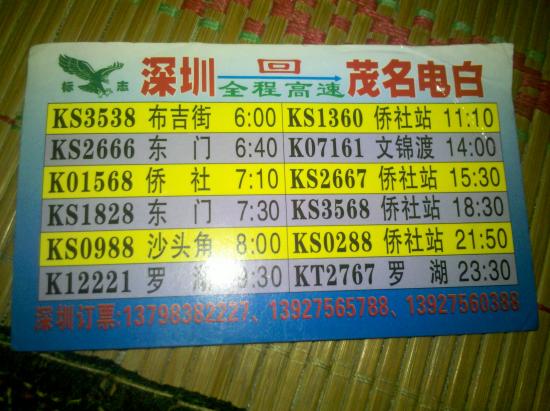 标志 深圳 回 茂名电白
全程高速
KS3538 布吉街 6:00 KS1360 侨社站 11:10
KS2666 东门 6:40 K07161 文锦渡 14:00
K01568 侨社 7:10 KS2667 侨社站 15:30
KS1828 东门 7:30 KS3568 侨社站 18:30
KS0988 沙头角 8:00 KS0288 侨社站 21:50
K12221 罗湖 9:30 KT2767 罗湖 23:30
深圳订票:13798382227、13927565788、13927560388